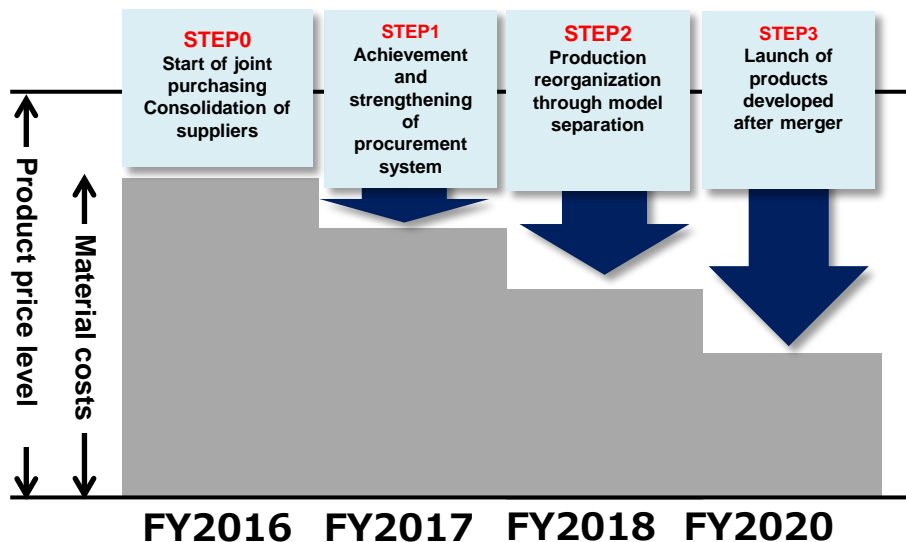 STEP0
Start of joint
purchasing
Consolidation of
suppliers
STEP1
Achievement
and
strengthening
of
procurement
system
STEP2
Production
reorganization
through model
separation
STEP3
Launch of
products
developed
after merger
Product price level
Material costs
FY2016
FY2017
FY2018
FY2020